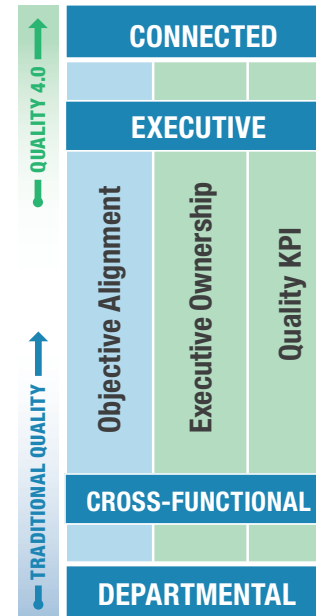 CONNECTED
QUALITY 4.0
EXECUTIVE
Objective Alignment
Executive Ownership
Quality KPI
TRADITIONAL QUALITY
CROSS-FUNCTIONAL
DEPARTMENTAL